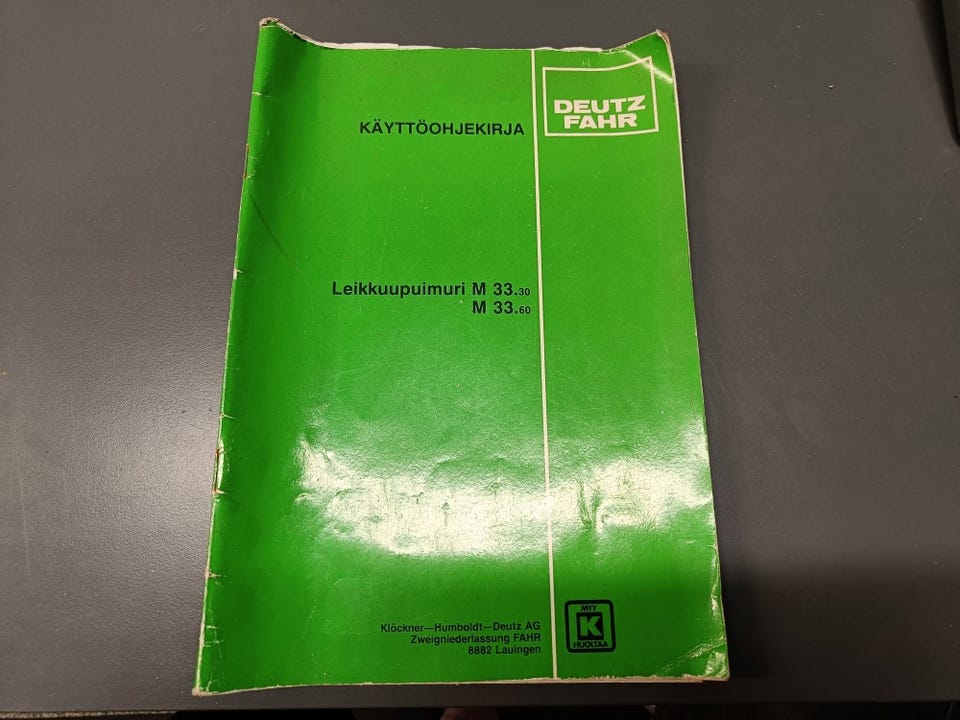 DEUTZ
FAHR
KÄYTTÖOHJEKIRJA
Leikkuupuimuri M 33.30
M 33.60
Klöckner—Humboldt—Deutz AG
Zweigniederlassung FAHR
8882 Lauingen
MYY
K
HUOLTAA